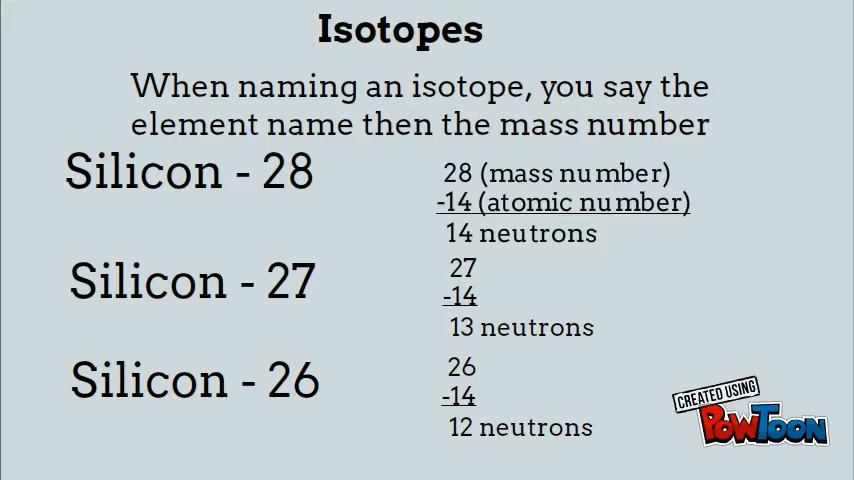 Isotopes
When naming an isotope, you say the
element name then the mass number
Silicon - 28
28 (mass number)
-14 (atomic number)
14 neutrons
Silicon - 27
27
-14
13 neutrons
Silicon - 26
26
-14
12 neutrons
CREATED USING
POWTOON